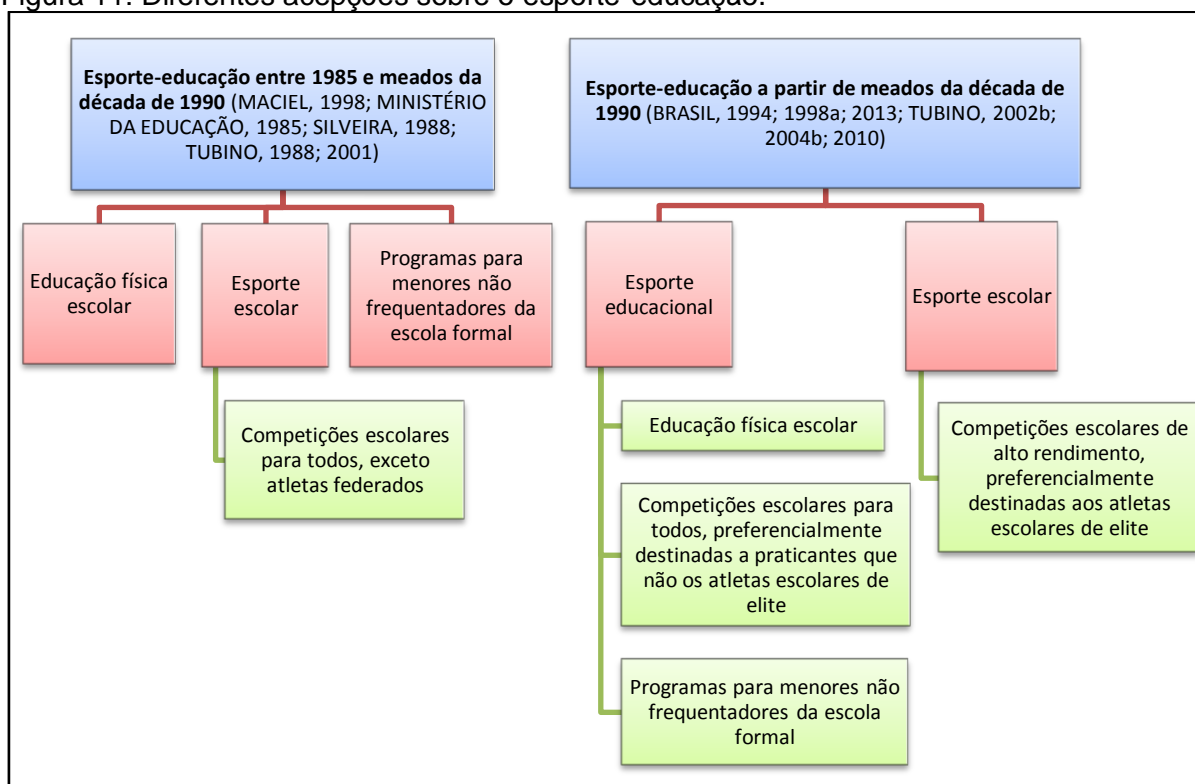 Figura 11: Diferentes acepções sobre o esporte-educação.
Esporte-educação entre 1985 e meados da
década de 1990 (MACIEL, 1998; MINISTÉRIO
DA EDUCAÇÃO, 1985; SILVEIRA, 1988;
TUBINO, 1988; 2001)
Educação física
escolar
Esporte
escolar
Programas para
menores não
frequentadores da
escola formal
Competições escolares
para todos, exceto
atletas federados
Esporte-educação a partir de meados da década de
1990 (BRASIL, 1994; 1998a; 2013; TUBINO, 2002b;
2004b; 2010)
Esporte
educacional
Esporte escolar
Educação física escolar
Competições escolares para
todos, preferencialmente
destinadas a praticantes que
não os atletas escolares de
elite
Programas para menores não
frequentadores da escola
formal
Competições escolares de
alto rendimento,
preferencialmente
destinadas aos atletas
escolares de elite